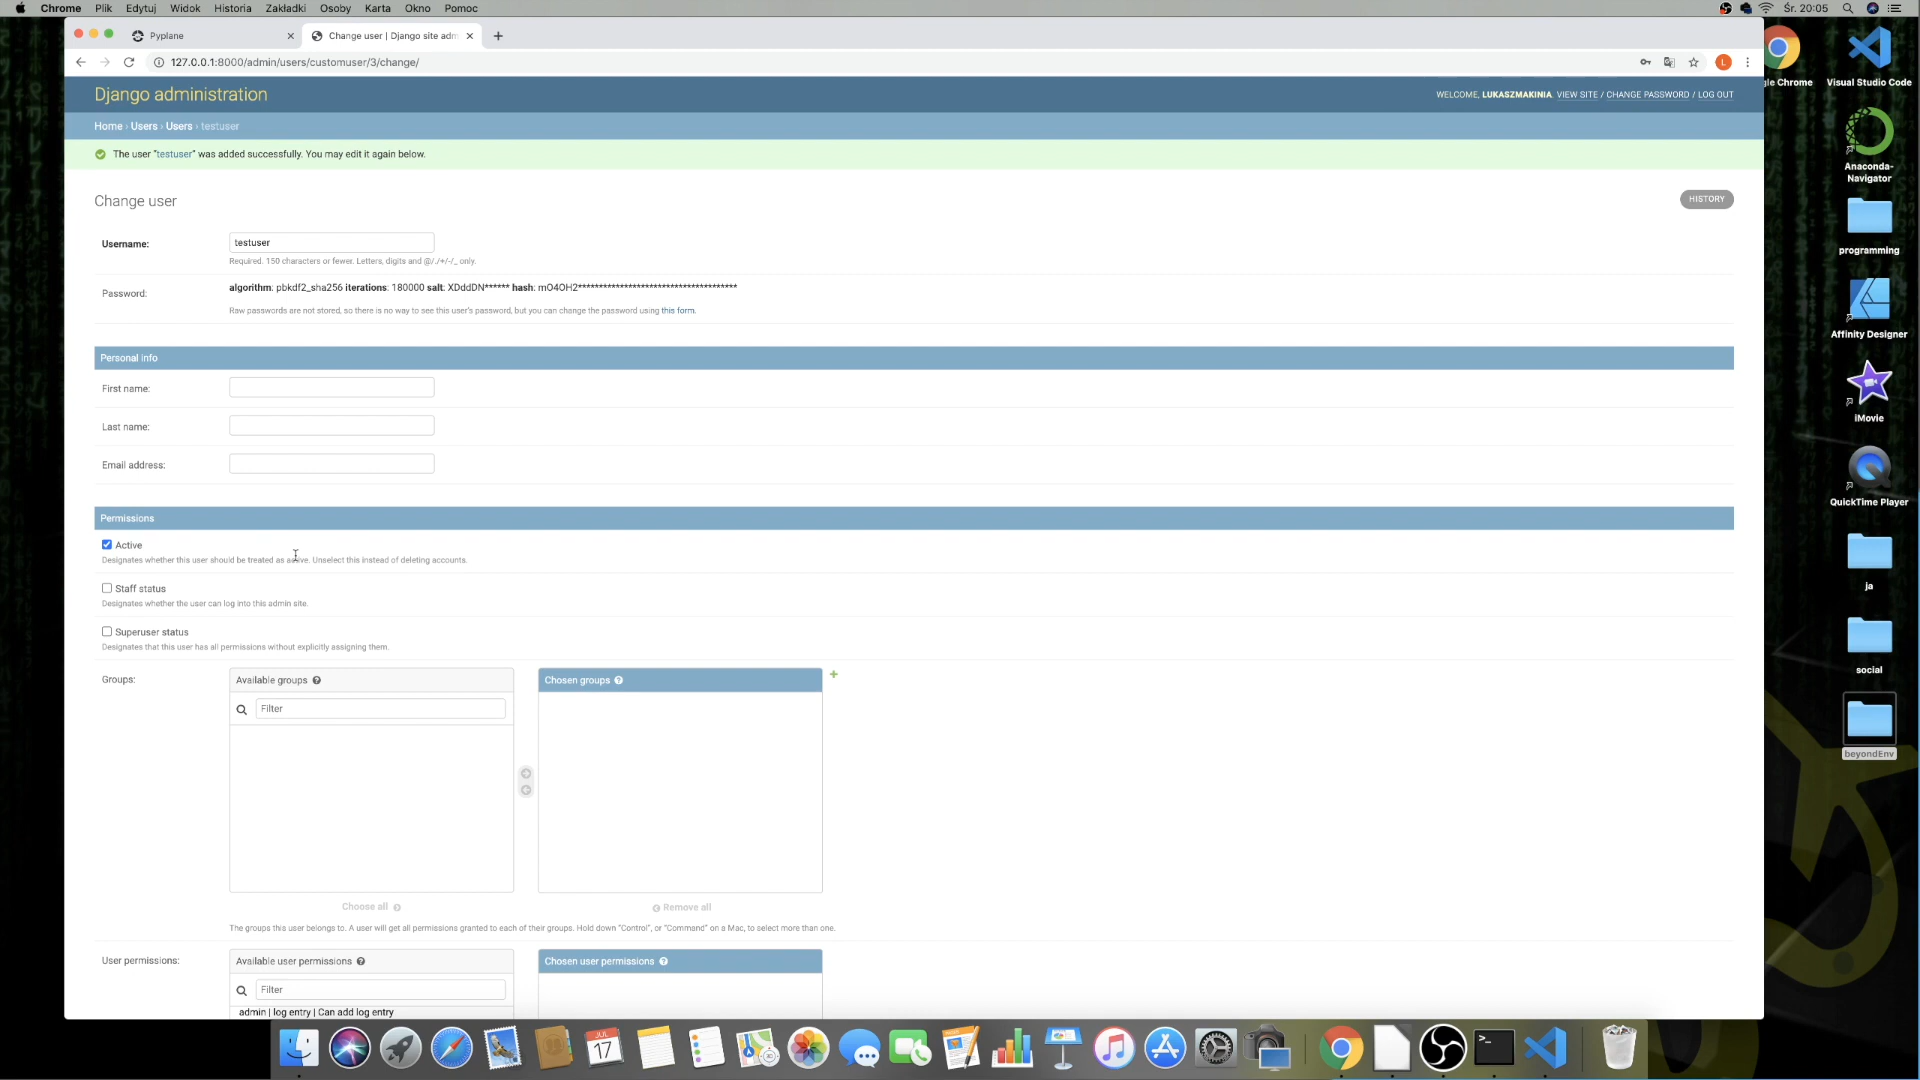 Chrome Plik Edytuj Widok Historia Zakładki Osoby Karta Okno Pomoc
Śr. 20:05
Pyplane
Change user | Django site adm
127.0.0.1:8000/admin/users/customuser/3/change/
L
Django administration
WELCOME, LUKASZMAKINIA. VIEW SITE / CHANGE PASSWORD / LOG OUT
Home › Users › Users › testuser
The user "testuser" was added successfully. You may edit it again below.
Change user
HISTORY
Username:
testuser
Required. 150 characters or fewer. Letters, digits and @/./+/-/_ only.
Password:
algorithm: pbkdf2_sha256 iterations: 180000 salt: XDddDN****** hash: mO4OH2**************************************
Raw passwords are not stored, so there is no way to see this user's password, but you can change the password using this form.
Personal info
First name:
Last name:
Email address:
Permissions
Active
Designates whether this user should be treated as active. Unselect this instead of deleting accounts.
Staff status
Designates whether the user can log into this admin site.
Superuser status
Designates that this user has all permissions without explicitly assigning them.
Groups:
Available groups
Filter
Choose all
Chosen groups
Remove all
The groups this user belongs to. A user will get all permissions granted to each of their groups. Hold down "Control", or "Command" on a Mac, to select more than one.
User permissions:
Available user permissions
Filter
admin | log entry | Can add log entry
Chosen user permissions
gle Chrome
Visual Studio Code
Anaconda-
Navigator
programming
Affinity Designer
iMovie
QuickTime Player
ja
social
beyondEnv
JUL
17